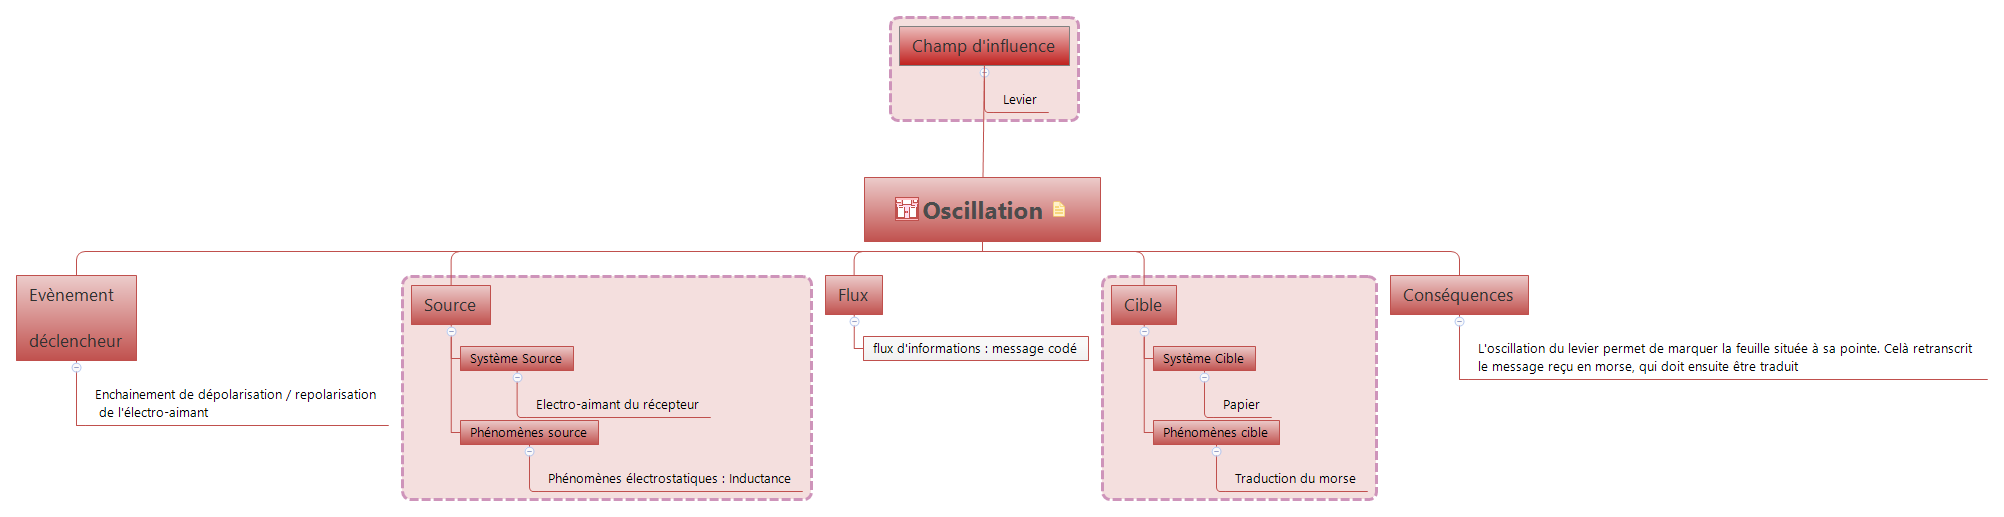 Champ d'influence
Levier
Oscillation
Evènement
déclencheur
Enchainement de dépolarisation / repolarisation
de l'électro-aimant
Source
Système Source
Electro-aimant du récepteur
Phénomènes source
Phénomènes électrostatiques : Inductance
Flux
flux d'informations : message codé
Cible
Système Cible
Papier
Phénomènes cible
Traduction du morse
Conséquences
L'oscillation du levier permet de marquer la feuille située à sa pointe. Celà retranscrit
le message reçu en morse, qui doit ensuite être traduit